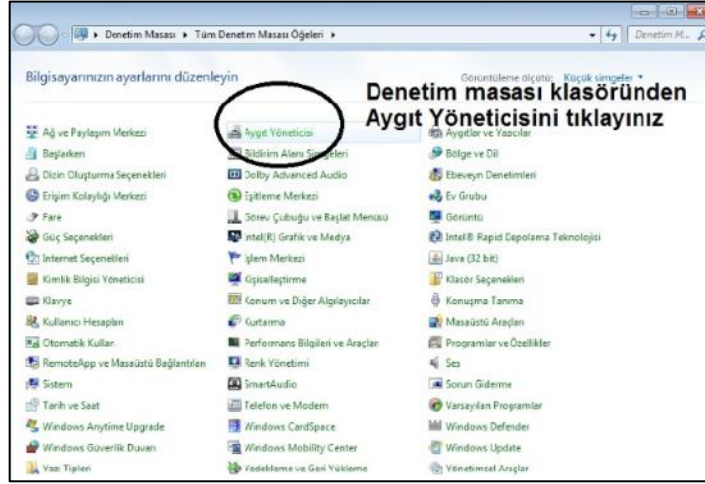 Denetim Masası ▸ Tüm Denetim Masası Öğeleri ▸
Denetim M...
Bilgisayarınızın ayarlarını düzenleyin
Görüntüleme ölçütü: Küçük simgeler
Denetim masası klasöründen
Aygıt Yöneticisini tıklayınız
Ağ ve Paylaşım Merkezi
Aygıt Yöneticisi
Aygıtlar ve Yazıcılar
Başlarken
Bildirim Alanı Simgeleri
Bölge ve Dil
Dizin Oluşturma Seçenekleri
Dolby Advanced Audio
Ebeveyn Denetimleri
Erişim Kolaylığı Merkezi
Eşitleme Merkezi
Ev Grubu
Fare
Görev Çubuğu ve Başlat Menüsü
Görüntü
Güç Seçenekleri
Intel(R) Grafik ve Medya
Intel® Rapid Depolama Teknolojisi
İnternet Seçenekleri
İşlem Merkezi
Java (32 bit)
Kimlik Bilgisi Yöneticisi
Kişiselleştirme
Klasör Seçenekleri
Klavye
Konum ve Diğer Algılayıcılar
Konuşma Tanıma
Kullanıcı Hesapları
Kurtarma
Masaüstü Araçları
Otomatik Kullan
Performans Bilgileri ve Araçları
Programlar ve Özellikler
RemoteApp ve Masaüstü Bağlantıları
Renk Yönetimi
Ses
Sistem
SmartAudio
Sorun Giderme
Tarih ve Saat
Telefon ve Modem
Varsayılan Programlar
Windows Anytime Upgrade
Windows CardSpace
Windows Defender
Windows Güvenlik Duvarı
Windows Mobility Center
Windows Update
Yazı Tipleri
Yedekleme ve Geri Yükleme
Yönetimsel Araçlar